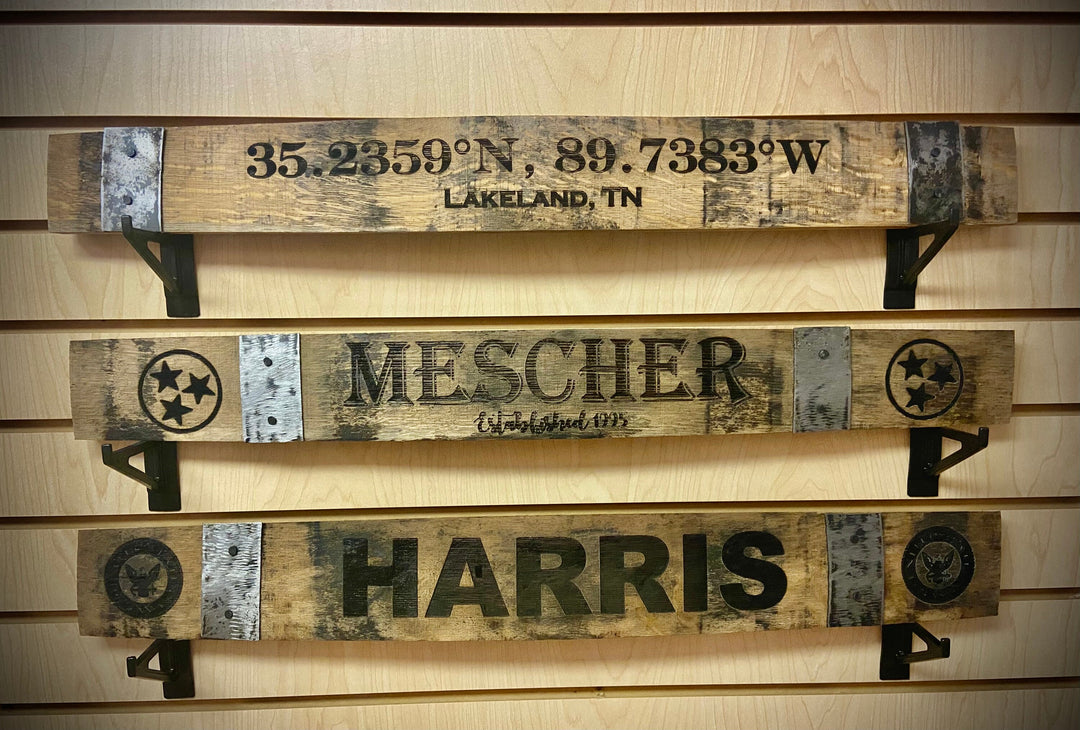 35.2359°N, 89.7383°W
LAKELAND, TN
MESCHER
Established 1995
HARRIS